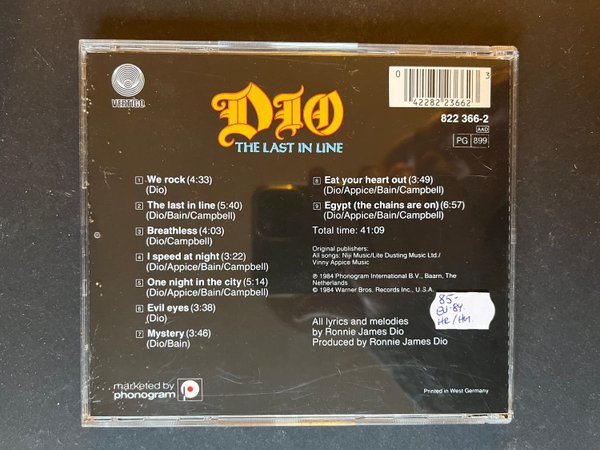 VERTIGO
DIO
THE LAST IN LINE
0 42282 23662 3
822 366-2
AAD
PG 899
1 We rock (4:33)
(Dio)
2 The last in line (5:40)
(Dio/Bain/Campbell)
3 Breathless (4:03)
(Dio/Campbell)
4 I speed at night (3:22)
(Dio/Appice/Bain/Campbell)
5 One night in the city (5:14)
(Dio/Appice/Bain/Campbell)
6 Evil eyes (3:38)
(Dio)
7 Mystery (3:46)
(Dio/Bain)
8 Eat your heart out (3:49)
(Dio/Appice/Bain/Campbell)
9 Egypt (the chains are on) (6:57)
(Dio/Appice/Bain/Campbell)
Total time: 41:09
Original publishers:
All songs: Niji Music/Lite Dusting Music Ltd./
Vinny Appice Music
℗ 1984 Phonogram International B.V., Baarn, The
Netherlands
© 1984 Warner Bros. Records Inc., U.S.A.
All lyrics and melodies
by Ronnie James Dio
Produced by Ronnie James Dio
85-
EU-84.
HR/HM.
marketed by
phonogram
Printed in West Germany